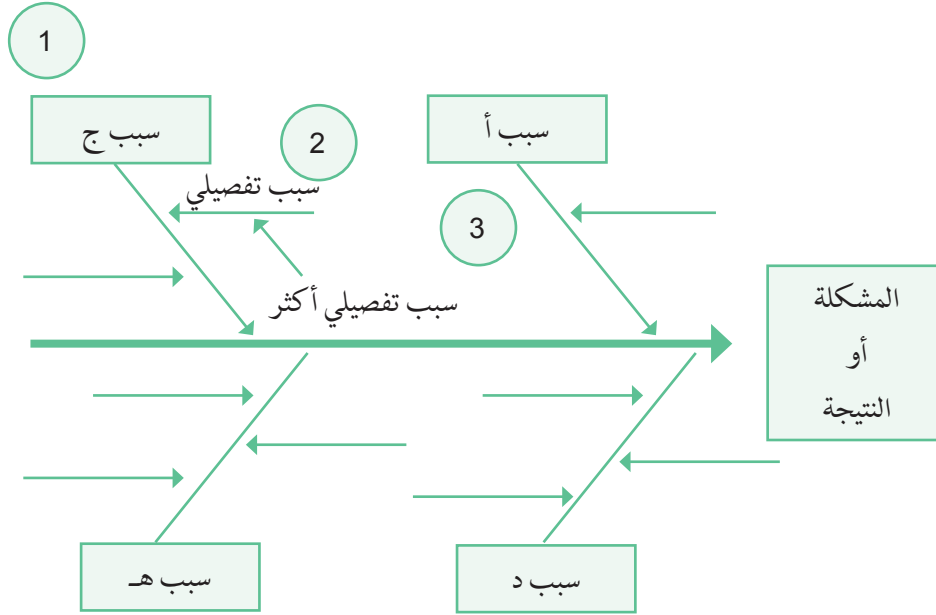 1
سبب ج
2
سبب أ
سبب تفصيلي
3
سبب تفصيلي أكثر
المشكلة
أو
النتيجة
سبب هـ
سبب د